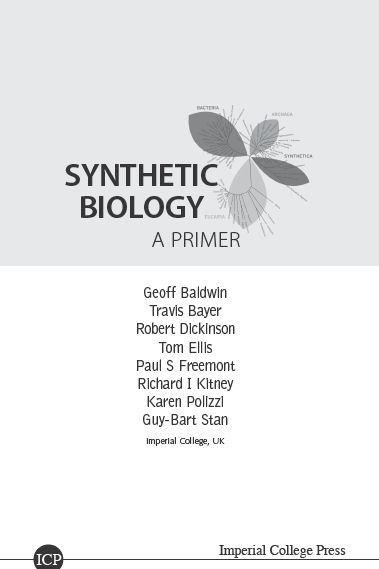 BACTERIA
ARCHAEA
SYNTHETICA
SYNTHETIC
BIOLOGY
EUCARYA
A PRIMER
Geoff Baldwin
Travis Bayer
Robert Dickinson
Tom Ellis
Paul S Freemont
Richard I Kitney
Karen Polizzi
Guy-Bart Stan
Imperial College, UK
ICP
Imperial College Press